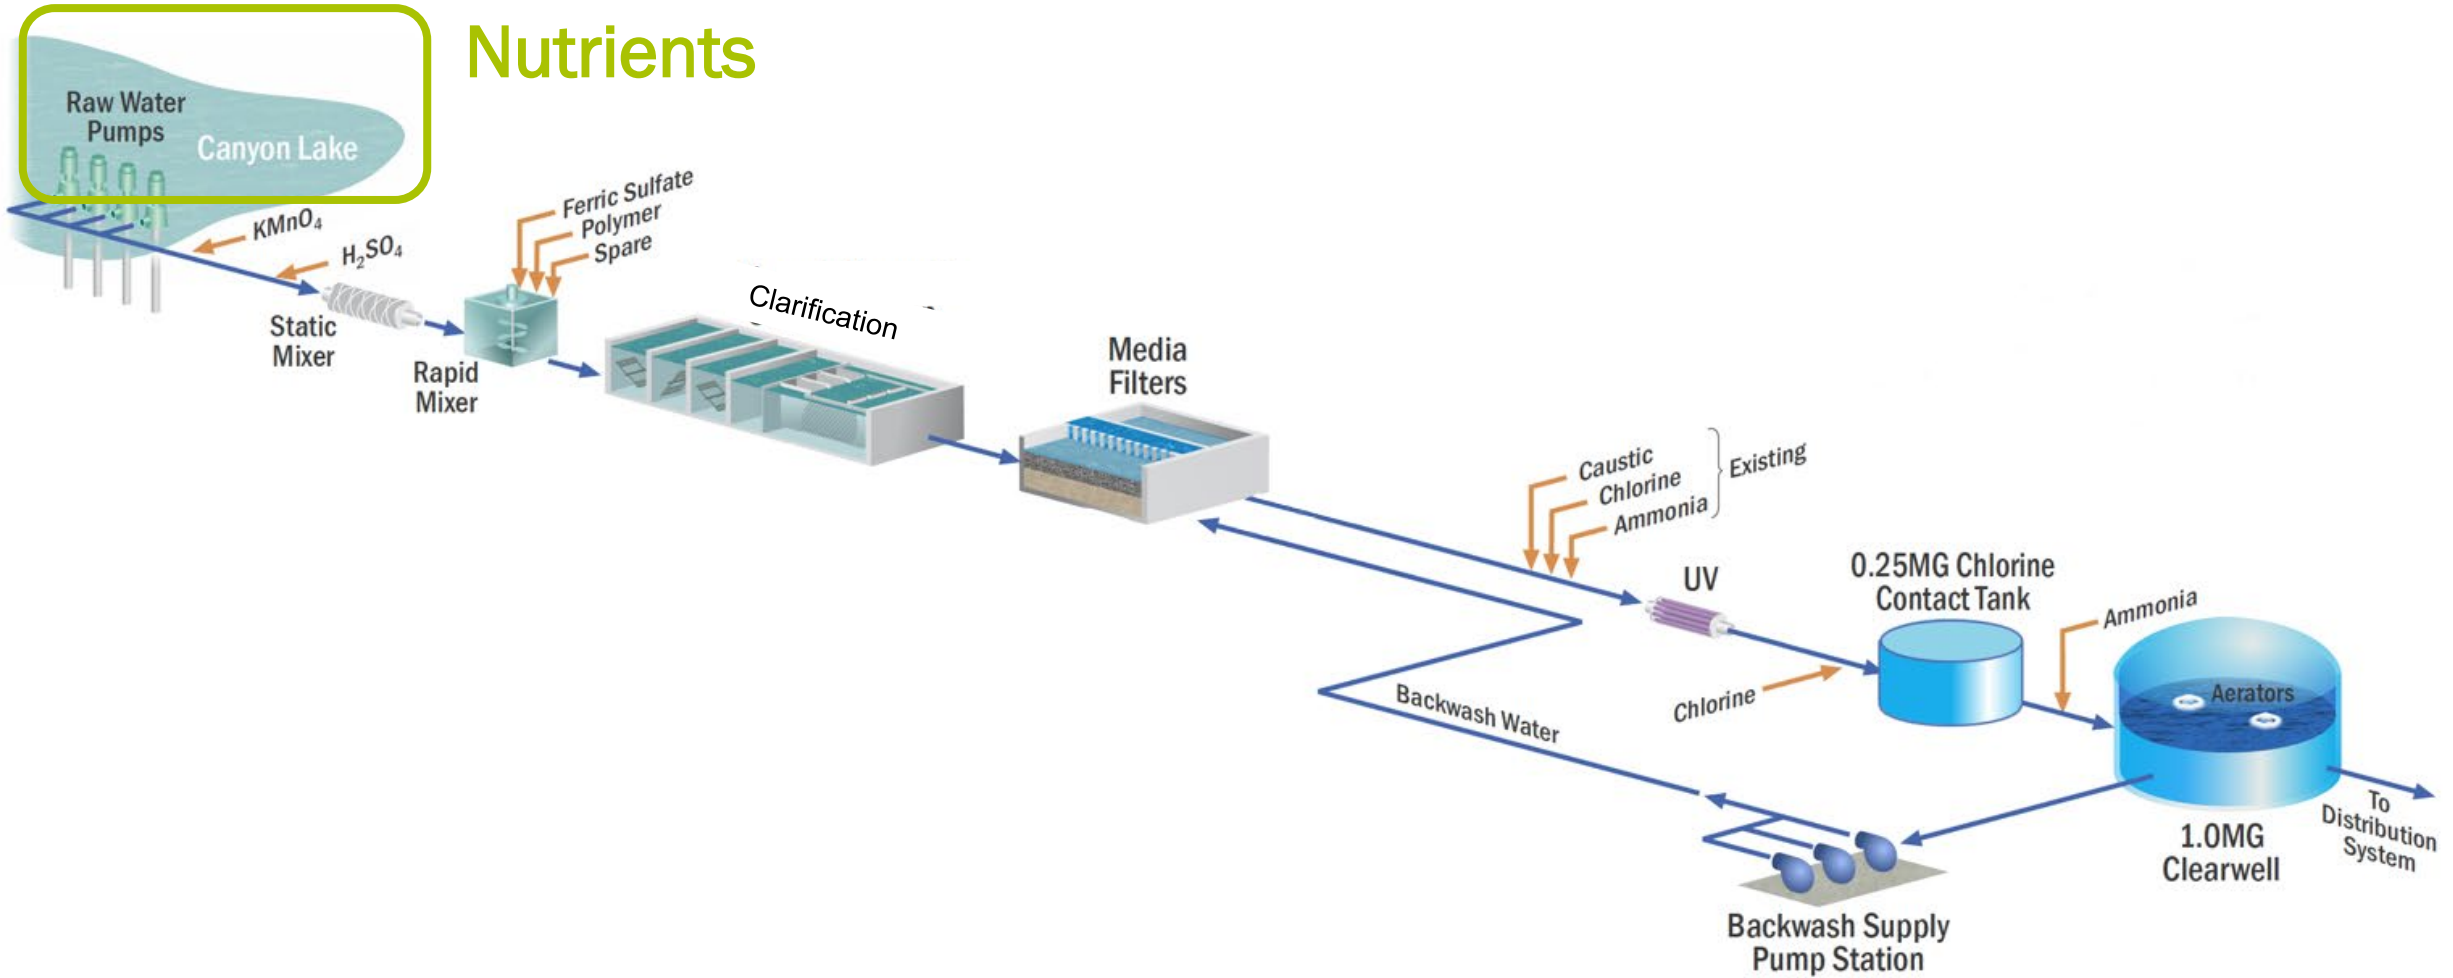 Nutrients
Raw Water
Pumps
Canyon Lake
KMnO₄
H₂SO₄
Static
Mixer
Rapid
Mixer
Ferric Sulfate
Polymer
Spare
Clarification
Media
Filters
Caustic
Chlorine
Ammonia
Existing
UV
0.25MG Chlorine
Contact Tank
Ammonia
Chlorine
Aerators
Backwash Water
To
Distribution
System
1.0MG
Clearwell
Backwash Supply
Pump Station